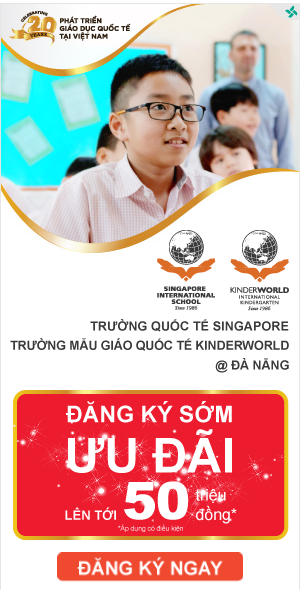 CELEBRATING
20
YEARS
PHÁT TRIỂN
GIÁO DỤC QUỐC TẾ
TẠI VIỆT NAM
SINGAPORE
INTERNATIONAL
SCHOOL
Since 1986
KINDERWORLD
INTERNATIONAL
KINDERGARTEN
Since 1986
TRƯỜNG QUỐC TẾ SINGAPORE
TRƯỜNG MẪU GIÁO QUỐC TẾ KINDERWORLD
@ ĐÀ NẴNG
ĐĂNG KÝ SỚM
ƯU ĐÃI
LÊN TỚI 50 triệu đồng*
*Áp dụng có điều kiện
ĐĂNG KÝ NGAY